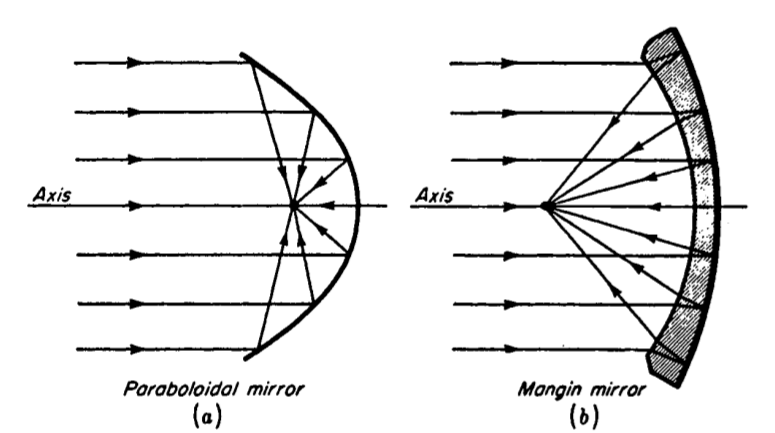 Axis
Axis
Paraboloidal mirror
(a)
Mangin mirror
(b)